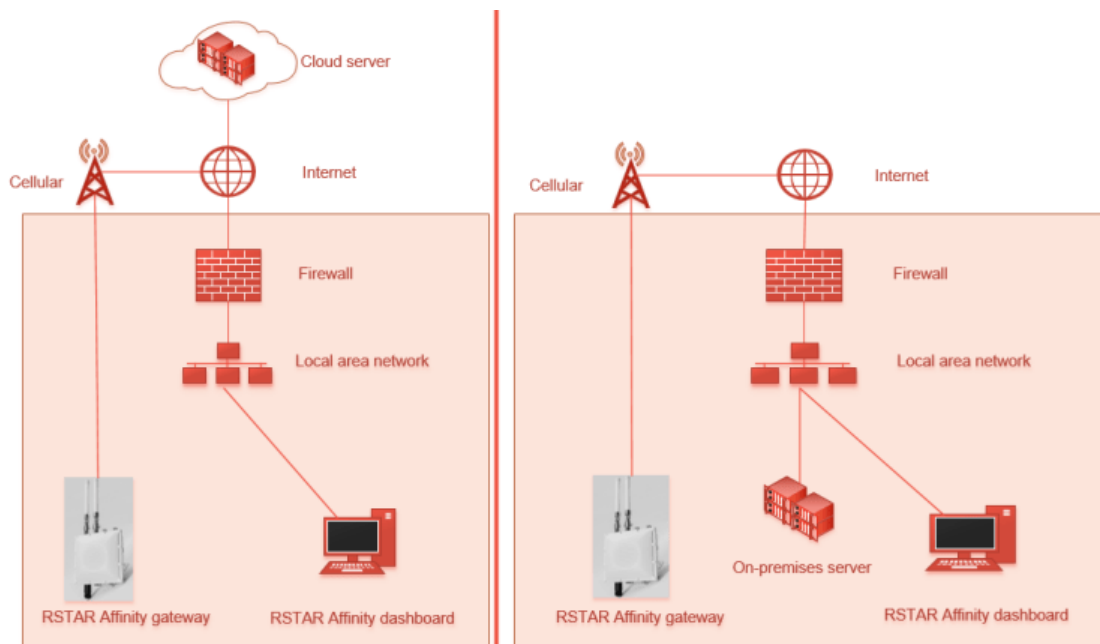 Cloud server
Cellular
Internet
Firewall
Local area network
RSTAR Affinity gateway
RSTAR Affinity dashboard
Cellular
Internet
Firewall
Local area network
On-premises server
RSTAR Affinity gateway
RSTAR Affinity dashboard